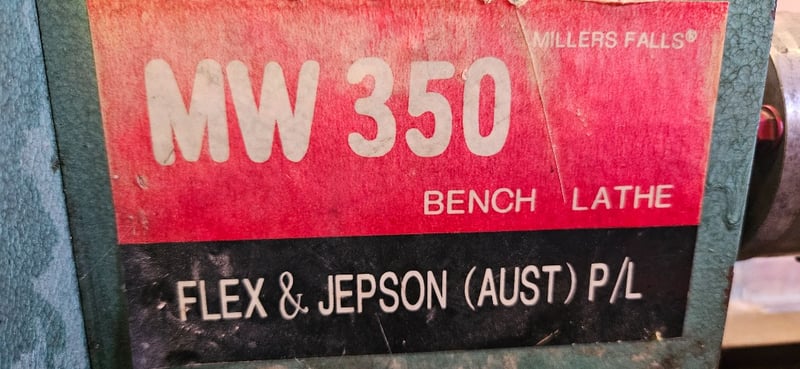 MILLERS FALLS®
MW 350
BENCH LATHE
FLEX & JEPSON (AUST) P/L